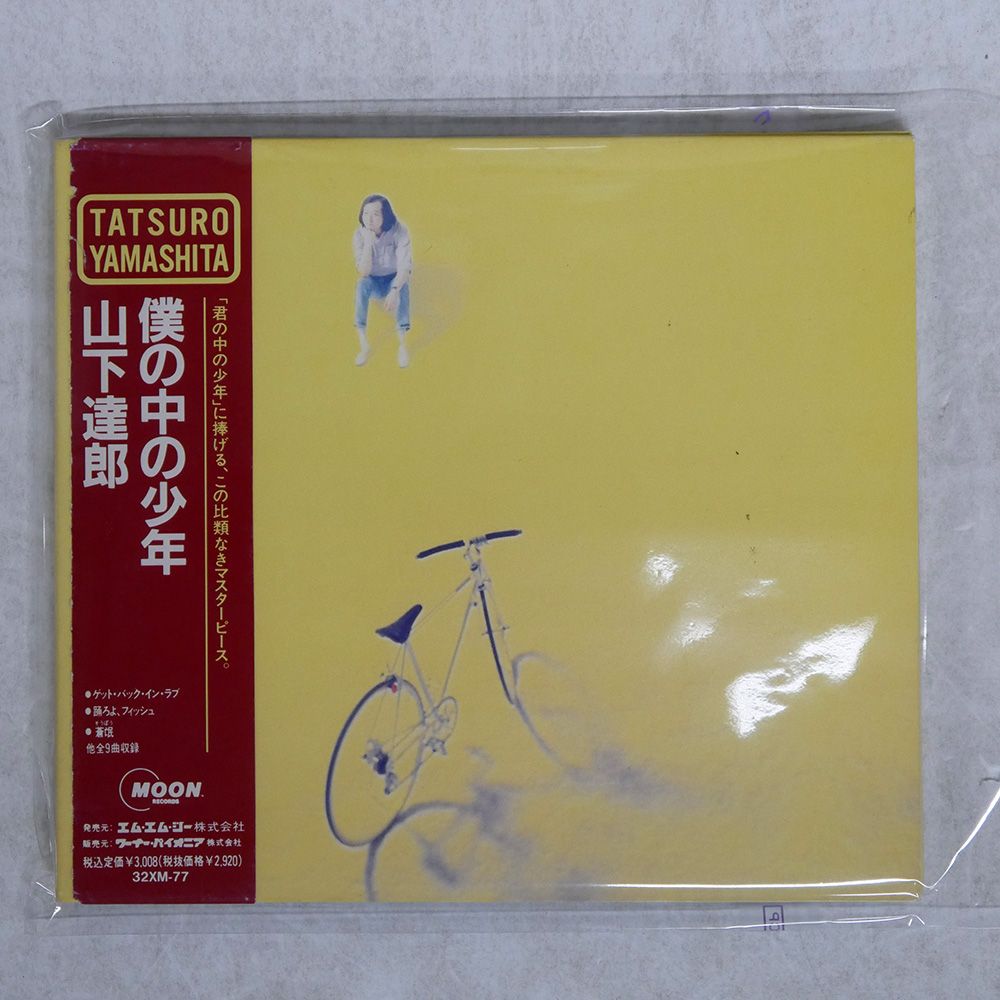 TATSURO
YAMASHITA
「君の中の少年」に捧げる、この比類なきマスターピース。
僕の中の少年
山下達郎
●ゲット・バック・イン・ラブ
●踊ろよ、フィッシュ
そうぼう
●蒼氓
他全9曲収録
MOON
RECORDS
発売元:エム・エム・ジー株式会社
販売元:ワーナー・パイオニア株式会社
税込定価¥3,008(税抜価格¥2,920)
32XM-77